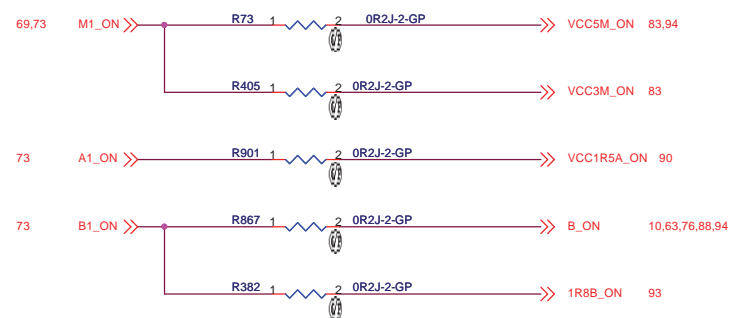 69,73 M1_ON R73 1 2 0R2J-2-GP VCC5M_ON 83,94
R405 1 2 0R2J-2-GP VCC3M_ON 83
73 A1_ON R901 1 2 0R2J-2-GP VCC1R5A_ON 90
73 B1_ON R867 1 2 0R2J-2-GP B_ON 10,63,76,88,94
R382 1 2 0R2J-2-GP 1R8B_ON 93